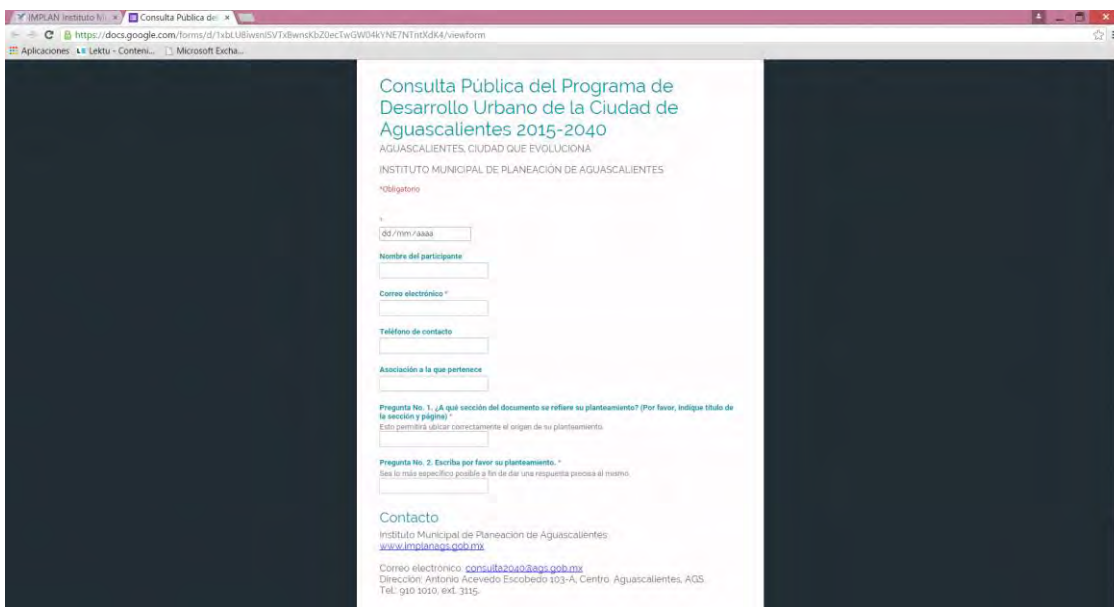 IMPLAN Instituto
Consulta Pública de
https://docs.google.com/forms/d/
/viewform
Aplicaciones
Lektu - Conteni...
Microsoft Excha...
Consulta Pública del Programa de
Desarrollo Urbano de la Ciudad de
Aguascalientes 2015-2040
AGUASCALIENTES, CIUDAD QUE EVOLUCIONA
INSTITUTO MUNICIPAL DE PLANEACIÓN DE AGUASCALIENTES
*Obligatorio
*
dd/mm/aaaa
Nombre del participante
Correo electrónico *
Teléfono de contacto
Asociación a la que pertenece
Pregunta No. 1. ¿A qué sección del documento se refiere su planteamiento? (Por favor, indique título de
la sección y página) *
Esto permitirá ubicar correctamente el origen de su planteamiento.
Pregunta No. 2. Escriba por favor su planteamiento. *
Sea lo más específico posible a fin de dar una respuesta precisa al mismo.
Contacto
Instituto Municipal de Planeación de Aguascalientes
www.implanags.gob.mx
Correo electrónico: consulta2040@ags.gob.mx
Dirección: Antonio Acevedo Escobedo 103-A, Centro. Aguascalientes, AGS.
Tel.: 910 1010, ext. 3115.